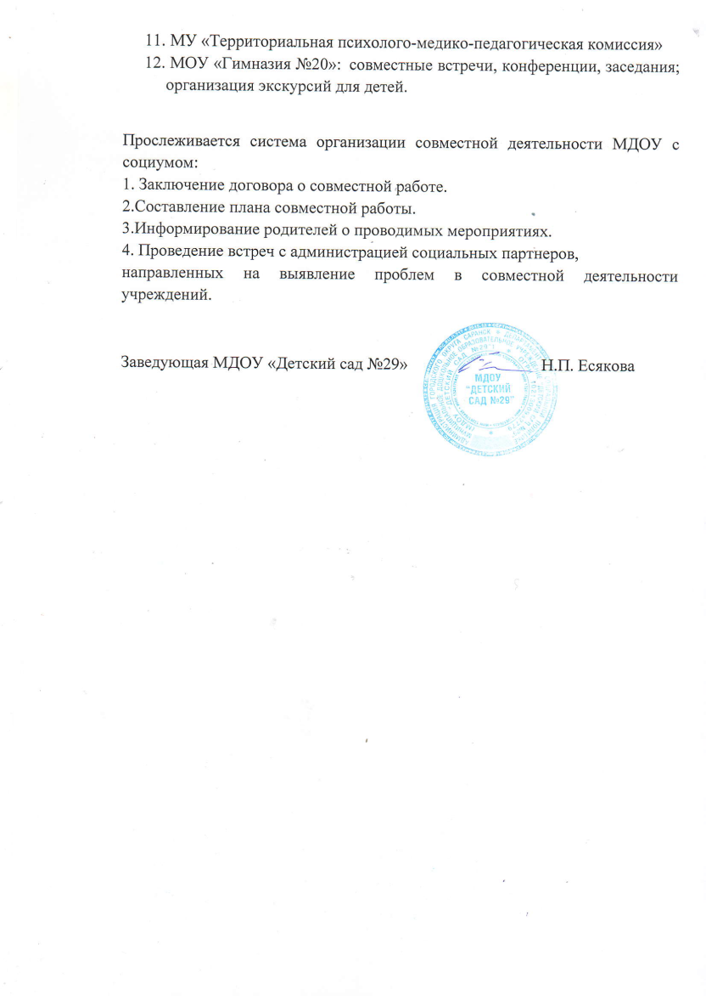 11. МУ «Территориальная психолого-медико-педагогическая комиссия»
12. МОУ «Гимназия №20»: совместные встречи, конференции, заседания;
организация экскурсий для детей.
Прослеживается система организации совместной деятельности МДОУ с
социумом:
1. Заключение договора о совместной работе.
2.Составление плана совместной работы.
3.Информирование родителей о проводимых мероприятиях.
4. Проведение встреч с администрацией социальных партнеров,
направленных на выявление проблем в совместной деятельности
учреждений.
Заведующая МДОУ «Детский сад №29»
Н.П. Есякова
МДОУ
"ДЕТСКИЙ
САД №29"